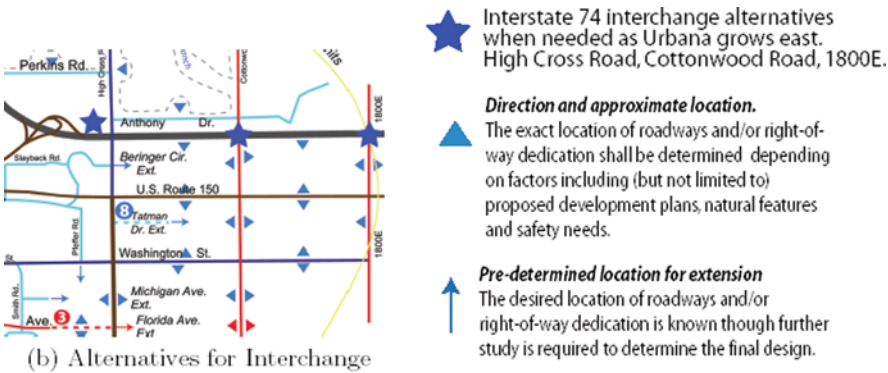 Perkins Rd.
High Cross R
Cottonwoo
1800E
Anthony Dr.
Slayback Rd.
Beringer Cir.
Ext.
U.S. Route 150
8
Tatman
Dr. Ext.
Pfeffer Rd.
Washington St.
St.
1800E
Smith Rd.
Michigan Ave.
Ext.
Ave.
3
Florida Ave.
Ext
(b) Alternatives for Interchange
Interstate 74 interchange alternatives
when needed as Urbana grows east.
High Cross Road, Cottonwood Road, 1800E.
Direction and approximate location.
The exact location of roadways and/or right-of-
way dedication shall be determined depending
on factors including (but not limited to)
proposed development plans, natural features
and safety needs.
Pre-determined location for extension
The desired location of roadways and/or
right-of-way dedication is known though further
study is required to determine the final design.